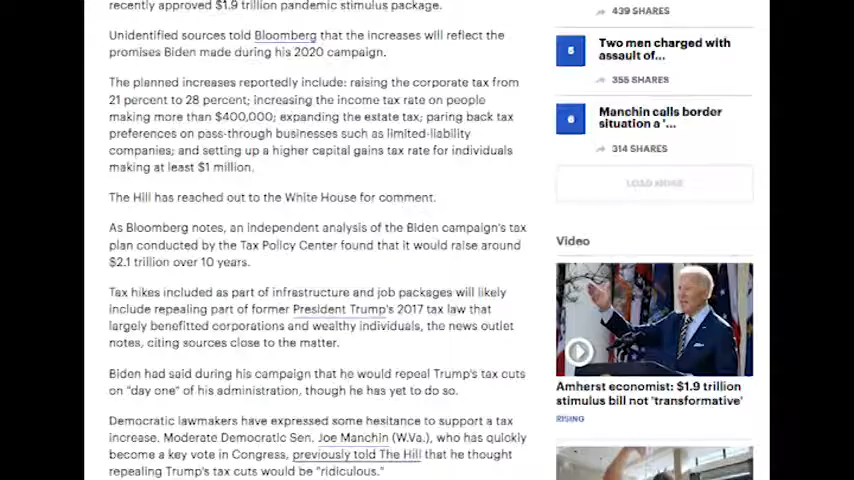 recently approved $1.9 trillion pandemic stimulus package.
Unidentified sources told Bloomberg that the increases will reflect the
promises Biden made during his 2020 campaign.
The planned increases reportedly include: raising the corporate tax from
21 percent to 28 percent; increasing the income tax rate on people
making more than $400,000; expanding the estate tax; paring back tax
preferences on pass-through businesses such as limited-liability
companies; and setting up a higher capital gains tax rate for individuals
making at least $1 million.
The Hill has reached out to the White House for comment.
As Bloomberg notes, an independent analysis of the Biden campaign's tax
plan conducted by the Tax Policy Center found that it would raise around
$2.1 trillion over 10 years.
Tax hikes included as part of infrastructure and job packages will likely
include repealing part of former President Trump's 2017 tax law that
largely benefitted corporations and wealthy individuals, the news outlet
notes, citing sources close to the matter.
Biden had said during his campaign that he would repeal Trump's tax cuts
on "day one" of his administration, though he has yet to do so.
Democratic lawmakers have expressed some hesitance to support a tax
increase. Moderate Democratic Sen. Joe Manchin (W.Va.), who has quickly
become a key vote in Congress, previously told The Hill that he thought
repealing Trump's tax cuts would be "ridiculous."
439 SHARES
5
Two men charged with
assault of...
355 SHARES
6
Manchin calls border
situation a '...
314 SHARES
LOAD MORE
Video
Amherst economist: $1.9 trillion
stimulus bill not 'transformative'
RISING